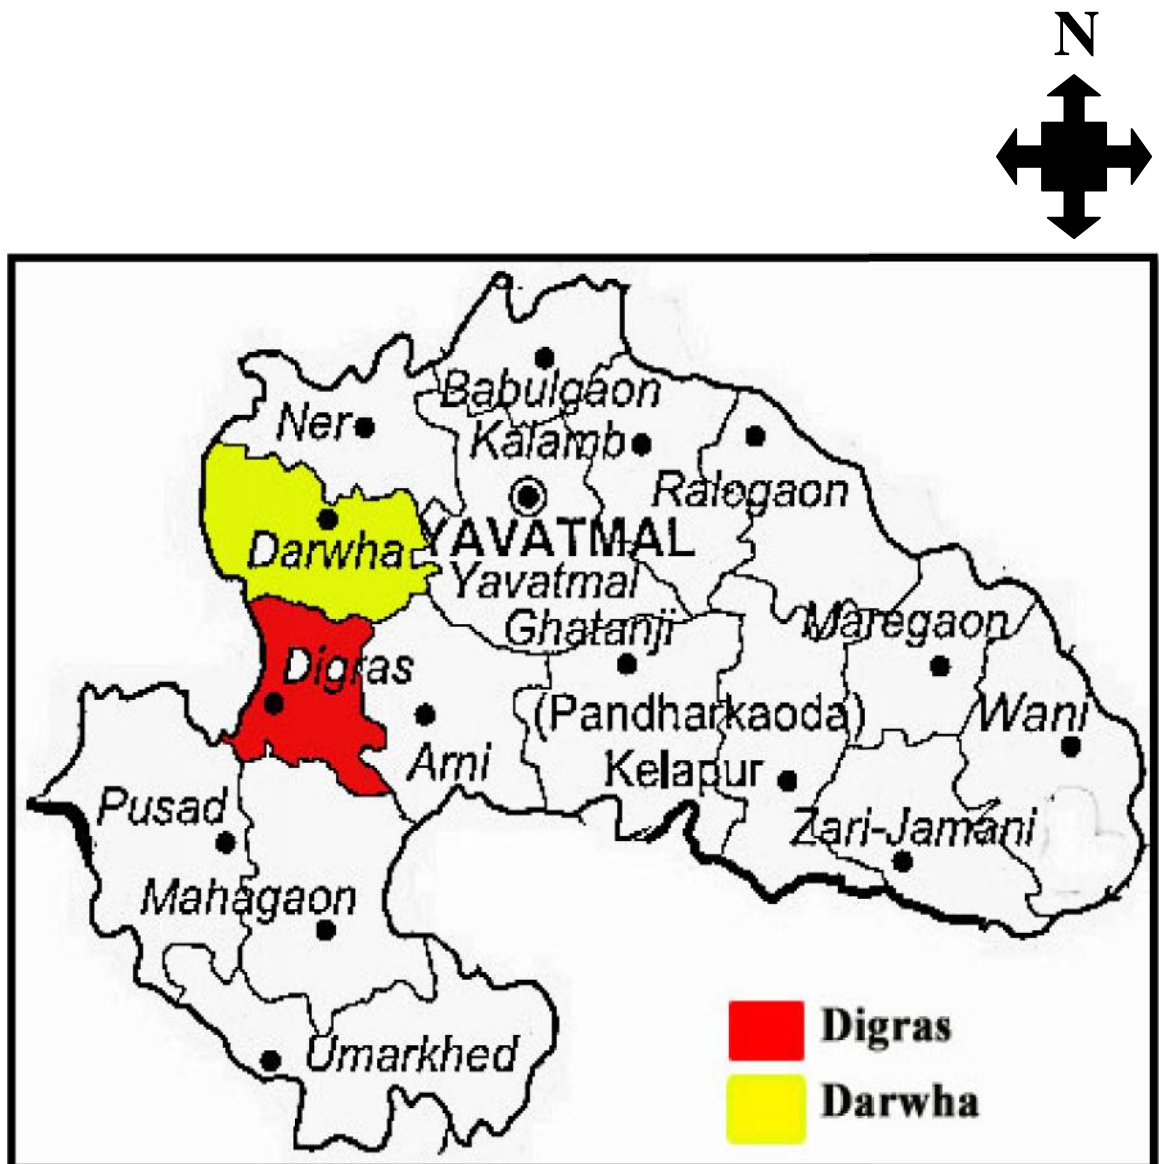 N
Babulgaon
Ner
Kalamb
Ralegaon
YAVATMAL
Darwha
Yavatmal
Ghatanji
Maregaon
Digras
(Pandharkaoda)
Wani
Arni
Kelapur
Pusad
Zari-Jamani
Mahagaon
Digras
Umarkhed
Darwha